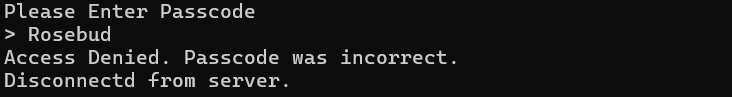 Please Enter Passcode
> Rosebud
Access Denied. Passcode was incorrect.
Disconnectd from server.